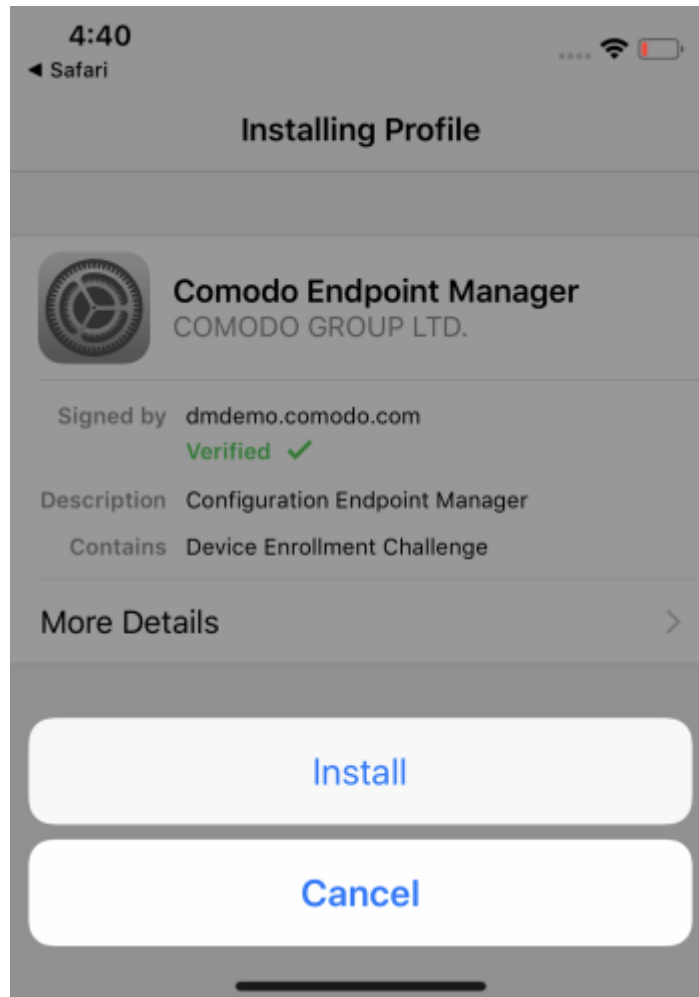 4:40
◀ Safari
Installing Profile
Comodo Endpoint Manager
COMODO GROUP LTD.
Signed by dmdemo.comodo.com
Verified ✓
Description Configuration Endpoint Manager
Contains Device Enrollment Challenge
More Details
Install
Cancel